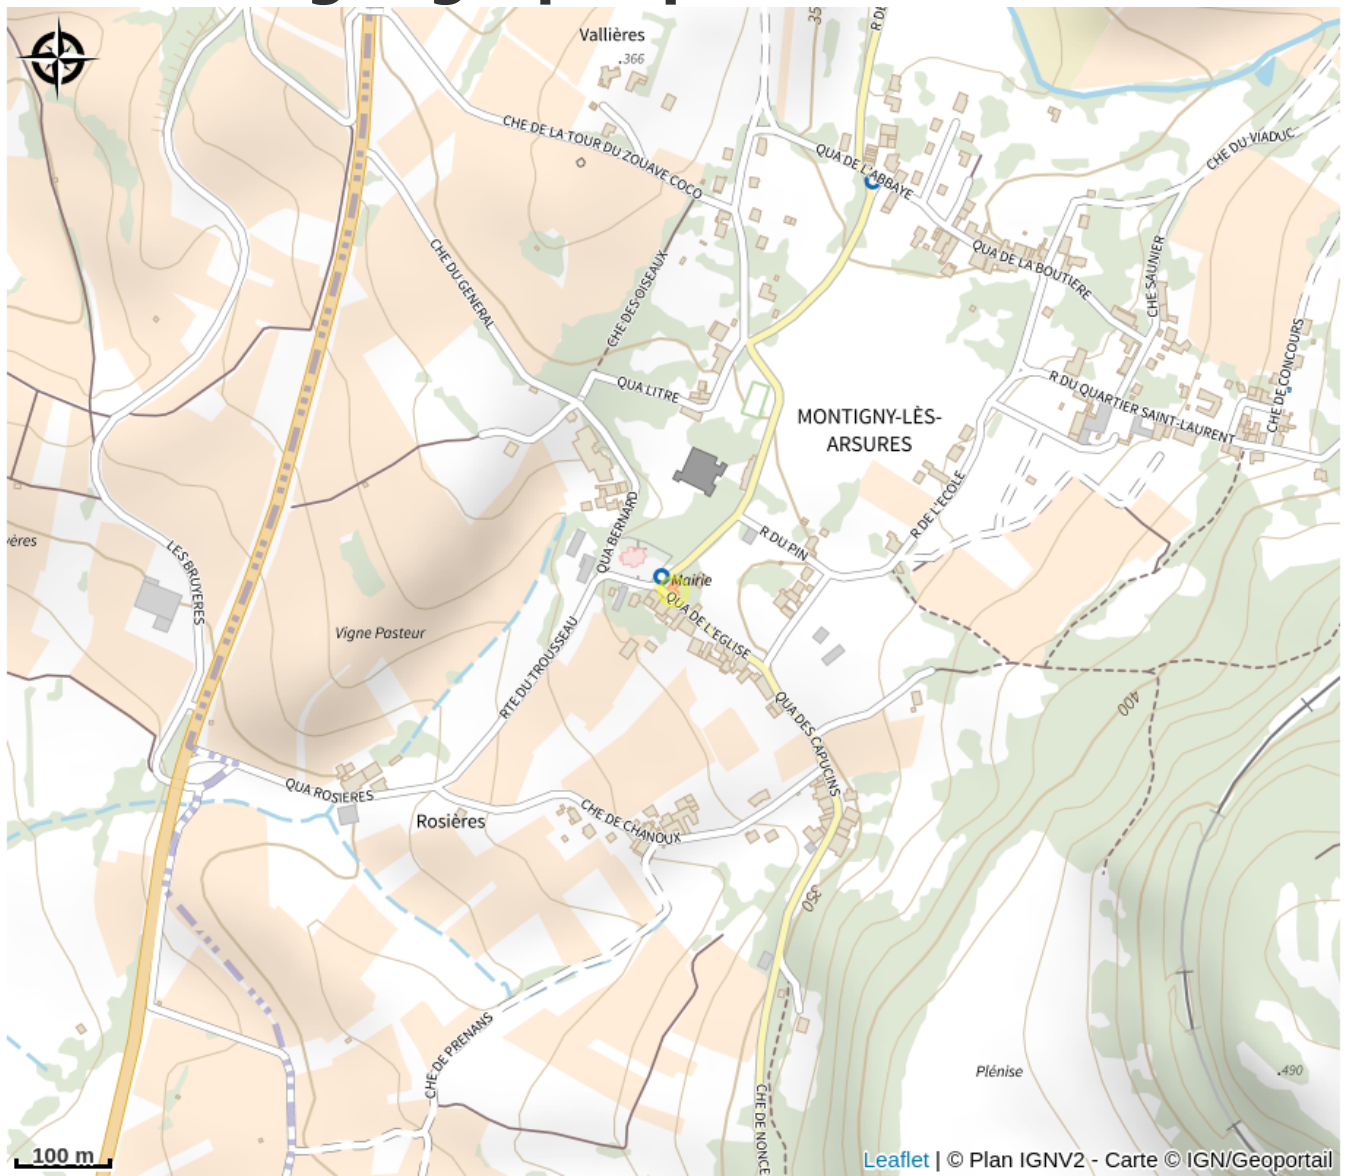 Vallières
.366
CHE DE LA TOUR DU ZOUAVE COCO
QUA DE L'ABBAYE
CHE DU VIADUC
CHE DU GENERAL
CHE DES OISEAUX
QUA DE LA BOUTIERE
CHE SAUNIER
CHE DE CONCOURS
QUA LITRE
R DU QUARTIER SAINT-LAURENT
MONTIGNY-LÈS-
ARSURES
R DE L'ECOLE
QUA BERNARD
R DU PIN
LES BRUYERES
Mairie
QUA DE L'EGLISE
Vigne Pasteur
RTE DU TROUSSEAU
QUA DES CAPUCINS
400
QUA ROSIERES
Rosières
CHE DE CHANOUX
350
CHE DE PRENANS
Plénise
.490
CHE DE NONCE
100 m
Leaflet | © Plan IGNV2 - Carte © IGN/Geoportail